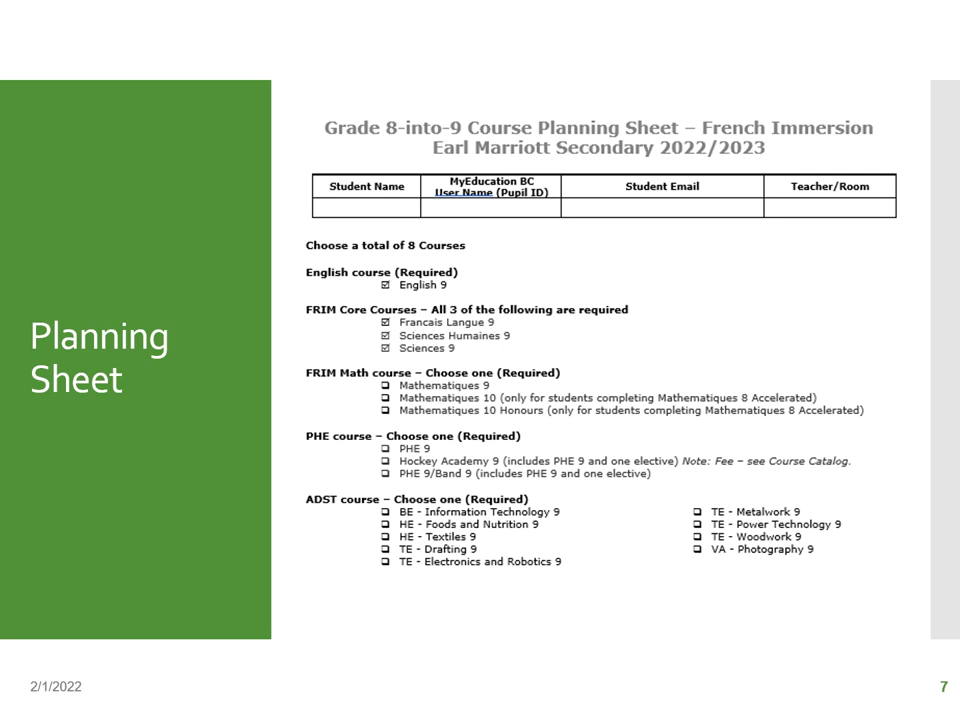 Planning
Sheet
Grade 8-into-9 Course Planning Sheet – French Immersion
Earl Marriott Secondary 2022/2023
Student Name
MyEducation BC
User Name (Pupil ID)
Student Email
Teacher/Room
Choose a total of 8 Courses
English course (Required)
☑ English 9
FRIM Core Courses – All 3 of the following are required
☑ Francais Langue 9
☑ Sciences Humaines 9
☑ Sciences 9
FRIM Math course – Choose one (Required)
❑ Mathematiques 9
❑ Mathematiques 10 (only for students completing Mathematiques 8 Accelerated)
❑ Mathematiques 10 Honours (only for students completing Mathematiques 8 Accelerated)
PHE course – Choose one (Required)
❑ PHE 9
❑ Hockey Academy 9 (includes PHE 9 and one elective) Note: Fee – see Course Catalog.
❑ PHE 9/Band 9 (includes PHE 9 and one elective)
ADST course – Choose one (Required)
❑ BE - Information Technology 9
❑ HE - Foods and Nutrition 9
❑ HE - Textiles 9
❑ TE - Drafting 9
❑ TE - Electronics and Robotics 9
❑ TE - Metalwork 9
❑ TE - Power Technology 9
❑ TE - Woodwork 9
❑ VA - Photography 9
2/1/2022
7